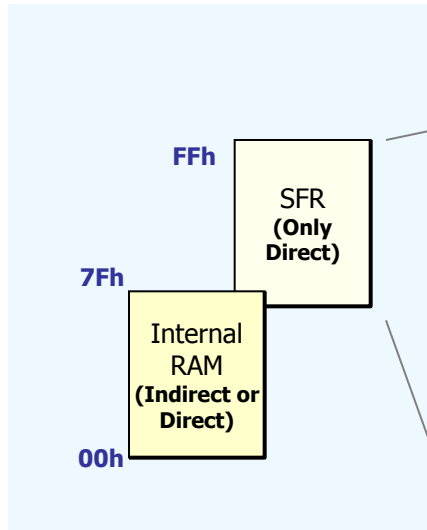 FFh
SFR
(Only
Direct)
7Fh
Internal
RAM
(Indirect or
Direct)
00h